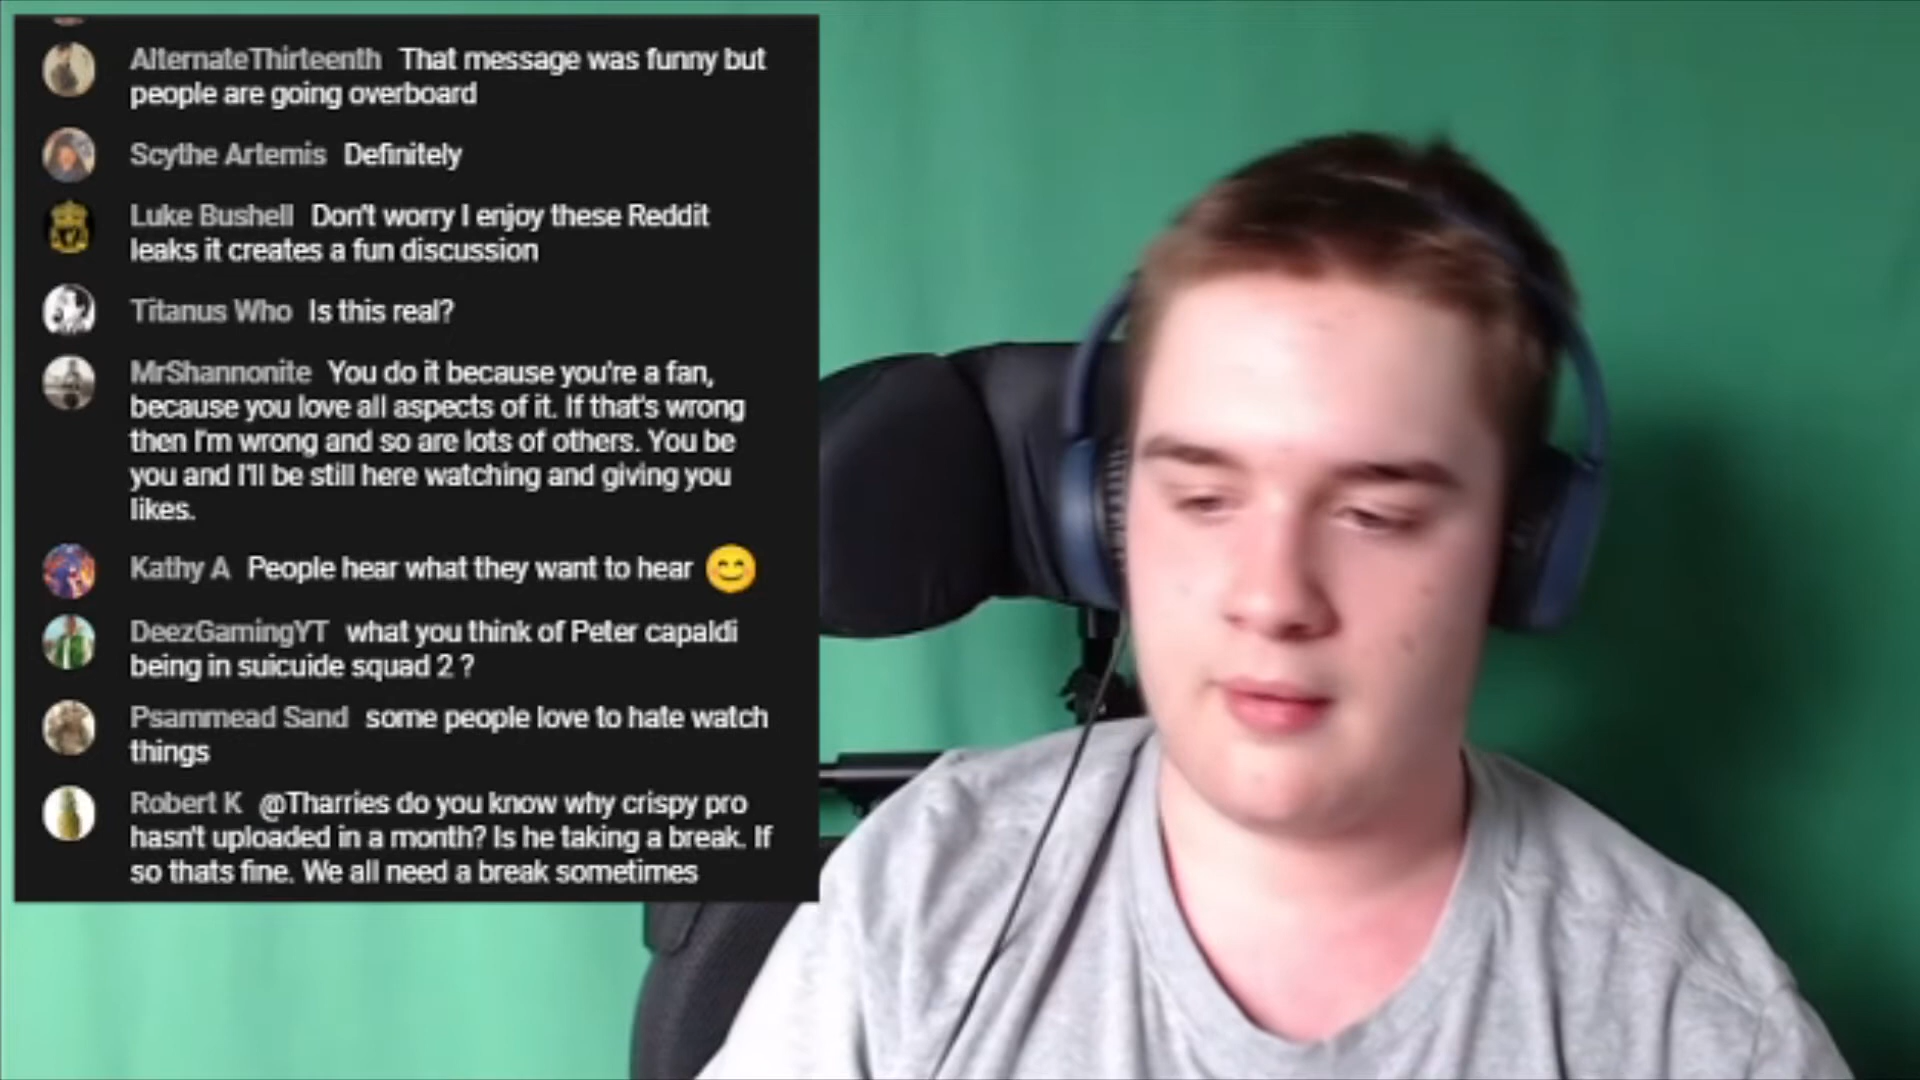 AlternateThirteenth That message was funny but
people are going overboard
Scythe Artemis Definitely
Luke Bushell Don't worry I enjoy these Reddit
leaks it creates a fun discussion
Titanus Who Is this real?
MrShannonite You do it because you're a fan,
because you love all aspects of it. If that's wrong
then I'm wrong and so are lots of others. You be
you and I'll be still here watching and giving you
likes.
Kathy A People hear what they want to hear 😊
DeezGamingYT what you think of Peter capaldi
being in suicuide squad 2 ?
Psammead Sand some people love to hate watch
things
Robert K @Tharries do you know why crispy pro
hasn't uploaded in a month? Is he taking a break. If
so thats fine. We all need a break sometimes